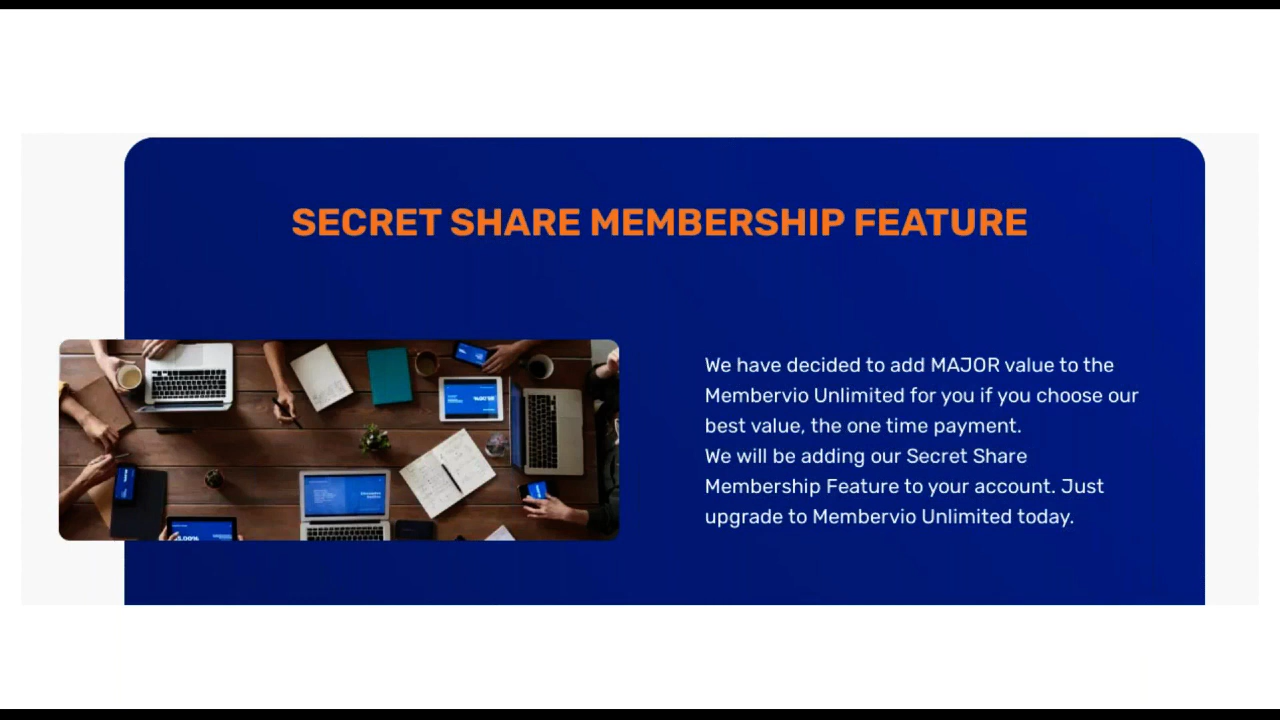 SECRET SHARE MEMBERSHIP FEATURE
We have decided to add MAJOR value to the
Membervio Unlimited for you if you choose our
best value, the one time payment.
We will be adding our Secret Share
Membership Feature to your account. Just
upgrade to Membervio Unlimited today.